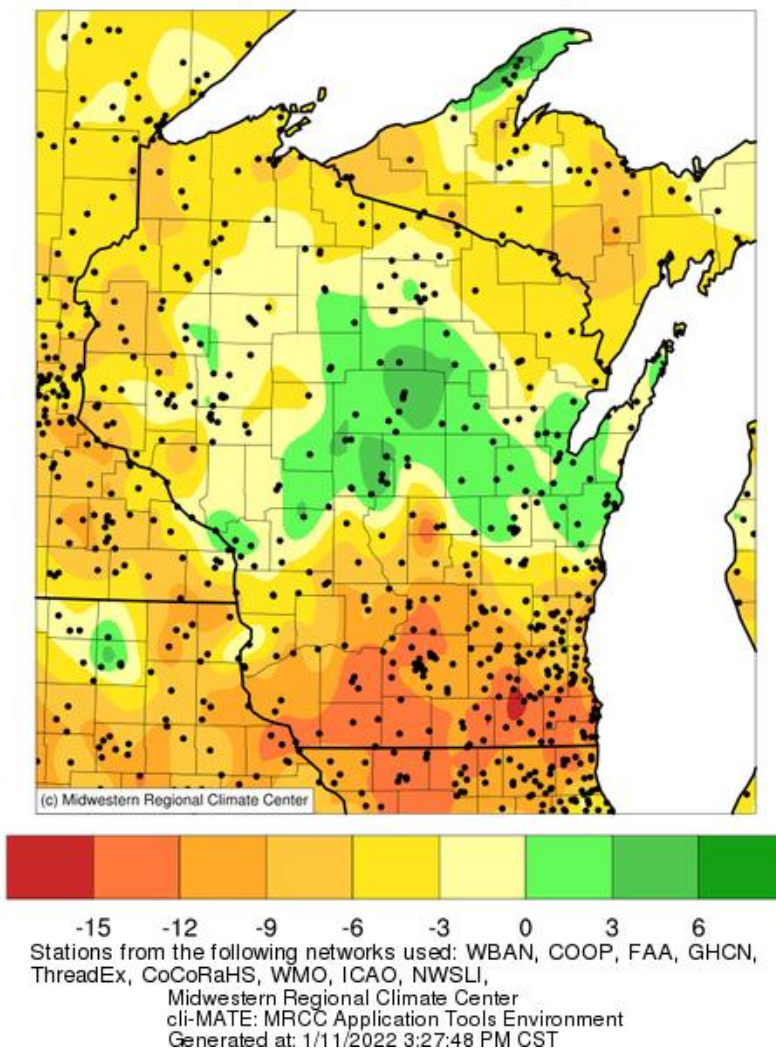 (c) Midwestern Regional Climate Center
-15 -12 -9 -6 -3 0 3 6
Stations from the following networks used: WBAN, COOP, FAA, GHCN,
ThreadEx, CoCoRaHS, WMO, ICAO, NWSLI,
Midwestern Regional Climate Center
cli-MATE: MRCC Application Tools Environment
Generated at: 1/11/2022 3:27:48 PM CST